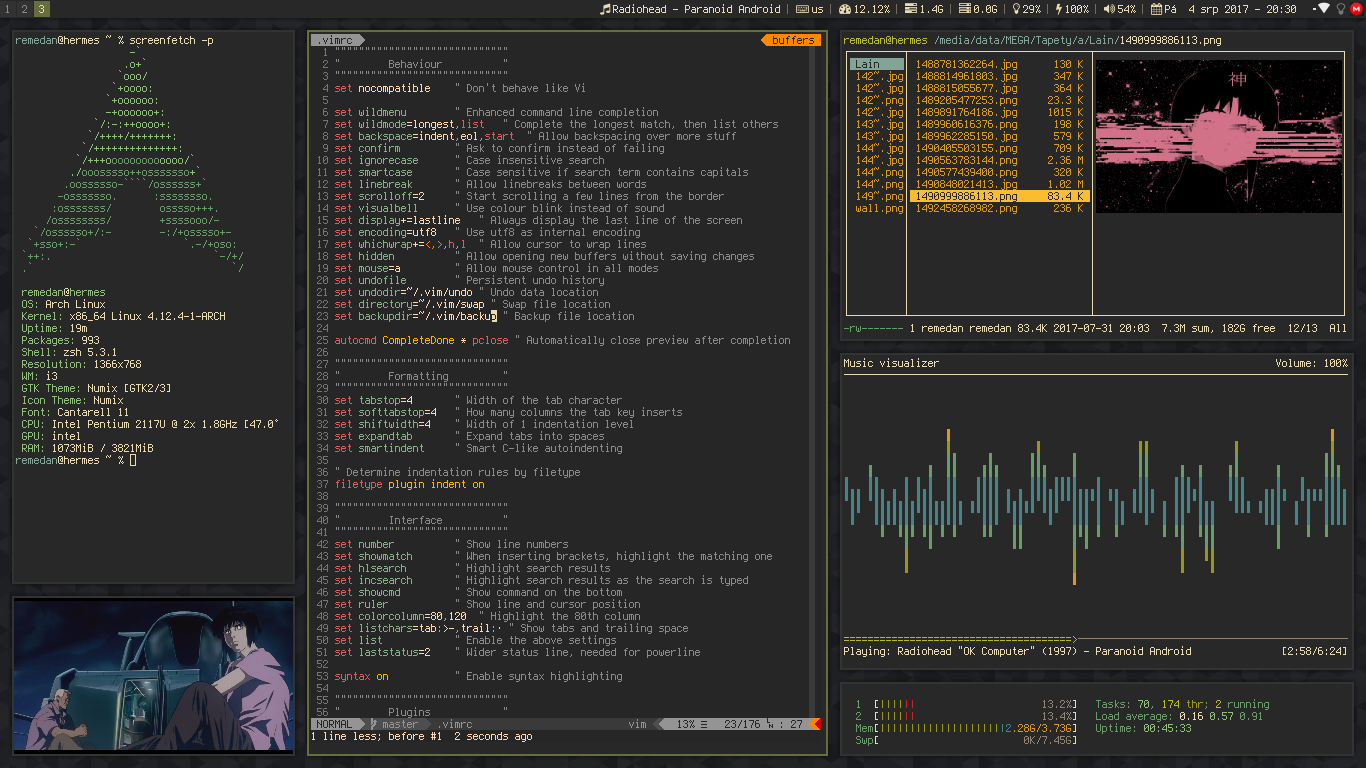 1 2 3
Radiohead - Paranoid Android us 12.12% 1.4G 0.0G 29% 100% 54% Pá 4 srp 2017 - 20:30 M
remedan@hermes ~ % screenfetch -p
-`
.o+`
`ooo/
`+oooo:
`+oooooo:
-+oooooo+:
`/:-:++oooo+:
`/++++/+++++++:
`/++++++++++++++:
`/+++ooooooooooooo/`
./ooosssso++osssssso+`
.oossssso-````/ossssss+`
-osssssso. :ssssssso.
:osssssss/ osssso+++.
/ossssssss/ +ssssooo/-
`/ossssso+/:- -:/+osssso+-
`+sso+:-` `.-/+oso:
`++:. `-/+/
.` `/
remedan@hermes
OS: Arch Linux
Kernel: x86_64 Linux 4.12.4-1-ARCH
Uptime: 19m
Packages: 993
Shell: zsh 5.3.1
Resolution: 1366x768
WM: i3
GTK Theme: Numix [GTK2/3]
Icon Theme: Numix
Font: Cantarell 11
CPU: Intel Pentium 2117U @ 2x 1.8GHz [47.0°
GPU: intel
RAM: 1073MiB / 3821MiB
remedan@hermes ~ %
.vimrc buffers
1 """""""""""""""""""""""""""""
2 " Behaviour "
3 """""""""""""""""""""""""""""
4 set nocompatible " Don't behave like Vi
5
6 set wildmenu " Enhanced command line completion
7 set wildmode=longest,list " Complete the longest match, then list others
8 set backspace=indent,eol,start " Allow backspacing over more stuff
9 set confirm " Ask to confirm instead of failing
10 set ignorecase " Case insensitive search
11 set smartcase " Case sensitive if search term contains capitals
12 set linebreak " Allow linebreaks between words
13 set scrolloff=2 " Start scrolling a few lines from the border
14 set visualbell " Use colour blink instead of sound
15 set display+=lastline " Always display the last line of the screen
16 set encoding=utf8 " Use utf8 as internal encoding
17 set whichwrap+=<,>,h,l " Allow cursor to wrap lines
18 set hidden " Allow opening new buffers without saving changes
19 set mouse=a " Allow mouse control in all modes
20 set undofile " Persistent undo history
21 set undodir=~/.vim/undo " Undo data location
22 set directory=~/.vim/swap " Swap file location
23 set backupdir=~/.vim/backup " Backup file location
24
25 autocmd CompleteDone * pclose " Automatically close preview after completion
26
27 """""""""""""""""""""""""""""
28 " Formatting "
29 """""""""""""""""""""""""""""
30 set tabstop=4 " Width of the tab character
31 set softtabstop=4 " How many columns the tab key inserts
32 set shiftwidth=4 " Width of 1 indentation level
33 set expandtab " Expand tabs into spaces
34 set smartindent " Smart C-like autoindenting
35
36 " Determine indentation rules by filetype
37 filetype plugin indent on
38
39 """""""""""""""""""""""""""""
40 " Interface "
41 """""""""""""""""""""""""""""
42 set number " Show line numbers
43 set showmatch " When inserting brackets, highlight the matching one
44 set hlsearch " Highlight search results
45 set incsearch " Highlight search results as the search is typed
46 set showcmd " Show command on the bottom
47 set ruler " Show line and cursor position
48 set colorcolumn=80,120 " Highlight the 80th column
49 set listchars=tab:>-,trail:· " Show tabs and trailing space
50 set list " Enable the above settings
51 set laststatus=2 " Wider status line, needed for powerline
52
53 syntax on " Enable syntax highlighting
54
55 """""""""""""""""""""""""""""
56 " Plugins "
NORMAL master .vimrc vim 13% ≡ 23/176 : 27
1 line less; before #1 2 seconds ago
remedan@hermes /media/data/MEGA/Tapety/a/Lain/1490999886113.png
Lain 1488781362264.jpg 130 K
142~.jpg 1488814961803.jpg 347 K
142~.jpg 1488815055677.jpg 364 K
142~.png 1489205477253.png 23.3 K
142~.png 1489891764186.png 1015 K
143~.png 1489960616376.png 198 K
143~.png 1489962285150.png 579 K
144~.png 1490405503155.png 709 K
144~.png 1490563783144.png 2.36 M
144~.png 1490577439400.png 320 K
144~.jpg 1490848021413.jpg 1.02 M
149~.png 1490999886113.png 83.4 K
wall.png 1492458268982.png 236 K
神
-rw------- 1 remedan remedan 83.4K 2017-07-31 20:03 7.3M sum, 182G free 12/13 All
Music visualizer Volume: 100%
Playing: Radiohead "OK Computer" (1997) - Paranoid Android [2:58/6:24]
1 [|||||| 13.2%] Tasks: 70, 174 thr; 2 running
2 [|||||| 13.4%] Load average: 0.16 0.57 0.91
Mem[||||||||||||||||||||2.28G/3.73G] Uptime: 00:45:33
Swp[ 0K/7.45G]